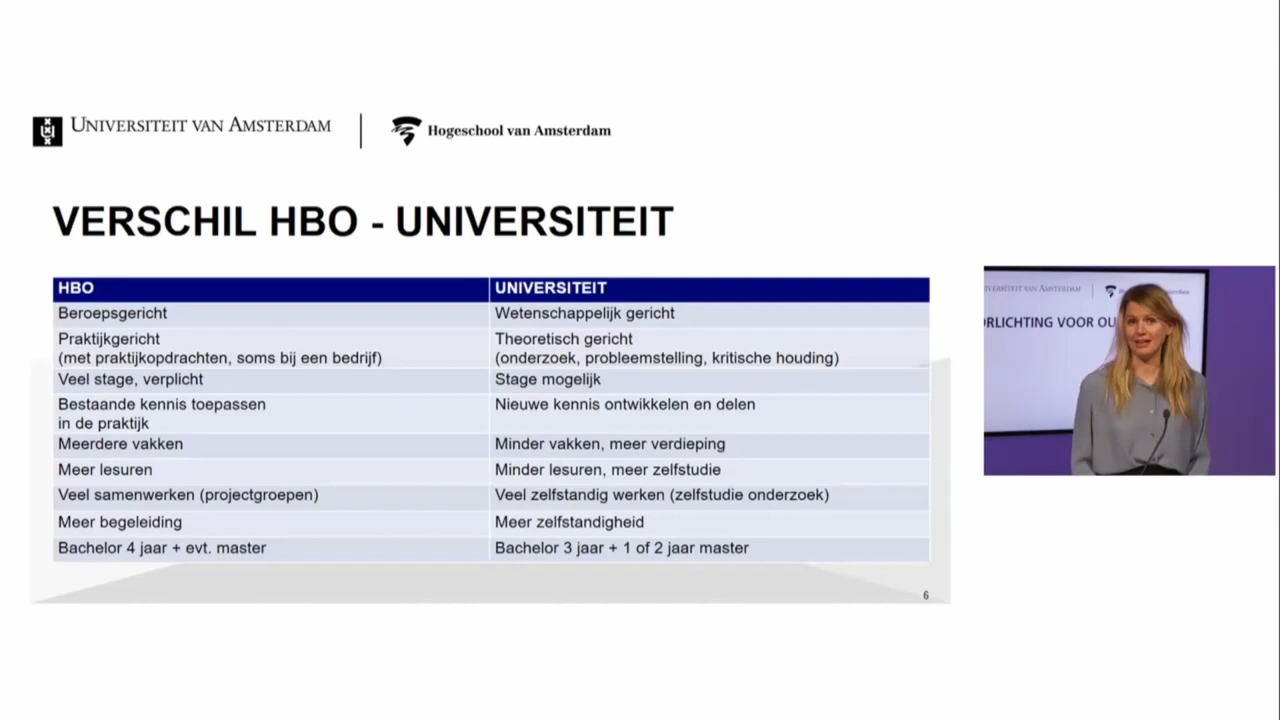 UNIVERSITEIT VAN AMSTERDAM
Hogeschool van Amsterdam
VERSCHIL HBO - UNIVERSITEIT
HBO
UNIVERSITEIT
Beroepsgericht
Wetenschappelijk gericht
Praktijkgericht
(met praktijkopdrachten, soms bij een bedrijf)
Theoretisch gericht
(onderzoek, probleemstelling, kritische houding)
Veel stage, verplicht
Stage mogelijk
Bestaande kennis toepassen
in de praktijk
Nieuwe kennis ontwikkelen en delen
Meerdere vakken
Minder vakken, meer verdieping
Meer lesuren
Minder lesuren, meer zelfstudie
Veel samenwerken (projectgroepen)
Veel zelfstandig werken (zelfstudie onderzoek)
Meer begeleiding
Meer zelfstandigheid
Bachelor 4 jaar + evt. master
Bachelor 3 jaar + 1 of 2 jaar master
6
VAN AMSTERDAM
VOOR